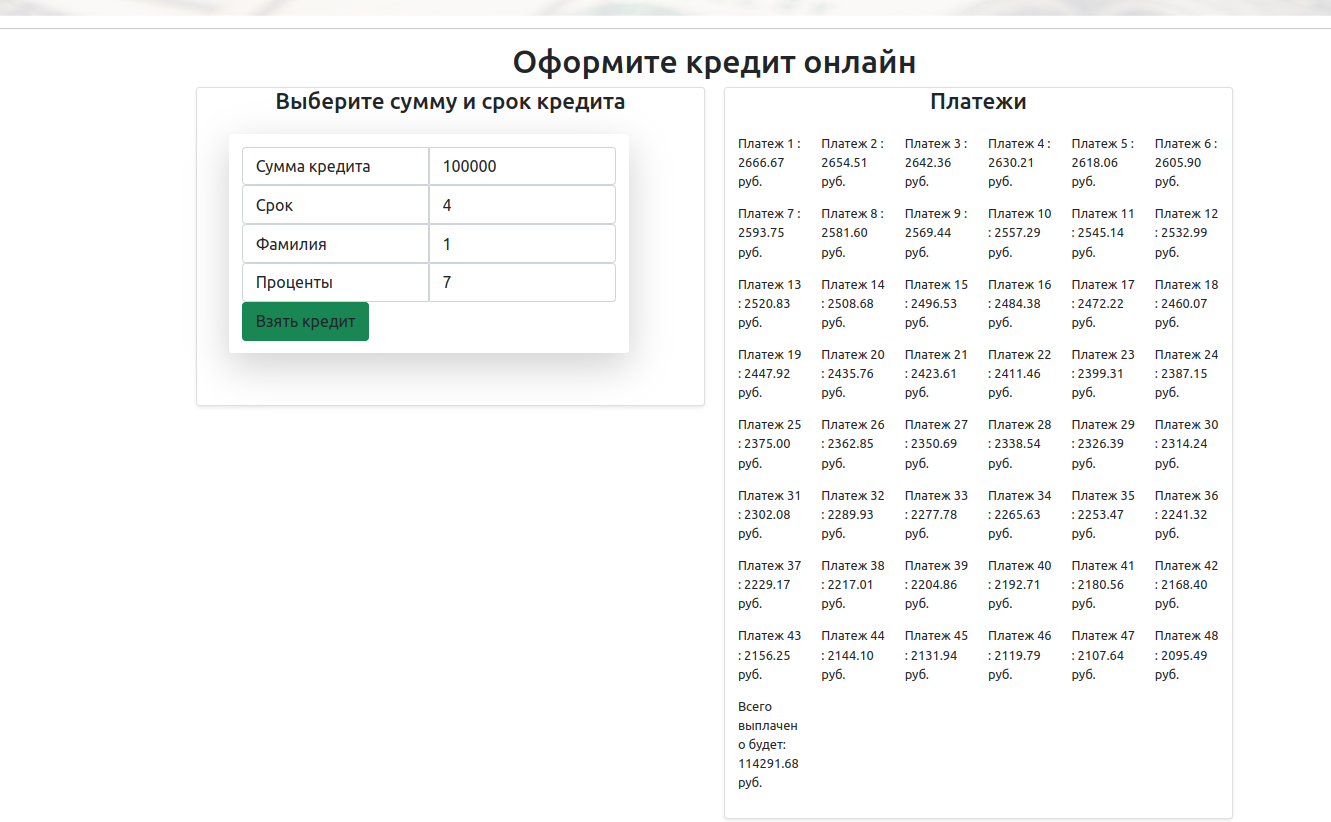 Оформите кредит онлайн
Выберите сумму и срок кредита
Сумма кредита 100000
Срок 4
Фамилия 1
Проценты 7
Взять кредит
Платежи
Платеж 1 : Платеж 2 : Платеж 3 : Платеж 4 : Платеж 5 : Платеж 6 :
2666.67 2654.51 2642.36 2630.21 2618.06 2605.90
руб. руб. руб. руб. руб. руб.
Платеж 7 : Платеж 8 : Платеж 9 : Платеж 10 Платеж 11 Платеж 12
2593.75 2581.60 2569.44 : 2557.29 : 2545.14 : 2532.99
руб. руб. руб. руб. руб. руб.
Платеж 13 Платеж 14 Платеж 15 Платеж 16 Платеж 17 Платеж 18
: 2520.83 : 2508.68 : 2496.53 : 2484.38 : 2472.22 : 2460.07
руб. руб. руб. руб. руб. руб.
Платеж 19 Платеж 20 Платеж 21 Платеж 22 Платеж 23 Платеж 24
: 2447.92 : 2435.76 : 2423.61 : 2411.46 : 2399.31 : 2387.15
руб. руб. руб. руб. руб. руб.
Платеж 25 Платеж 26 Платеж 27 Платеж 28 Платеж 29 Платеж 30
: 2375.00 : 2362.85 : 2350.69 : 2338.54 : 2326.39 : 2314.24
руб. руб. руб. руб. руб. руб.
Платеж 31 Платеж 32 Платеж 33 Платеж 34 Платеж 35 Платеж 36
: 2302.08 : 2289.93 : 2277.78 : 2265.63 : 2253.47 : 2241.32
руб. руб. руб. руб. руб. руб.
Платеж 37 Платеж 38 Платеж 39 Платеж 40 Платеж 41 Платеж 42
: 2229.17 : 2217.01 : 2204.86 : 2192.71 : 2180.56 : 2168.40
руб. руб. руб. руб. руб. руб.
Платеж 43 Платеж 44 Платеж 45 Платеж 46 Платеж 47 Платеж 48
: 2156.25 : 2144.10 : 2131.94 : 2119.79 : 2107.64 : 2095.49
руб. руб. руб. руб. руб. руб.
Всего
выплачен
о будет:
114291.68
руб.